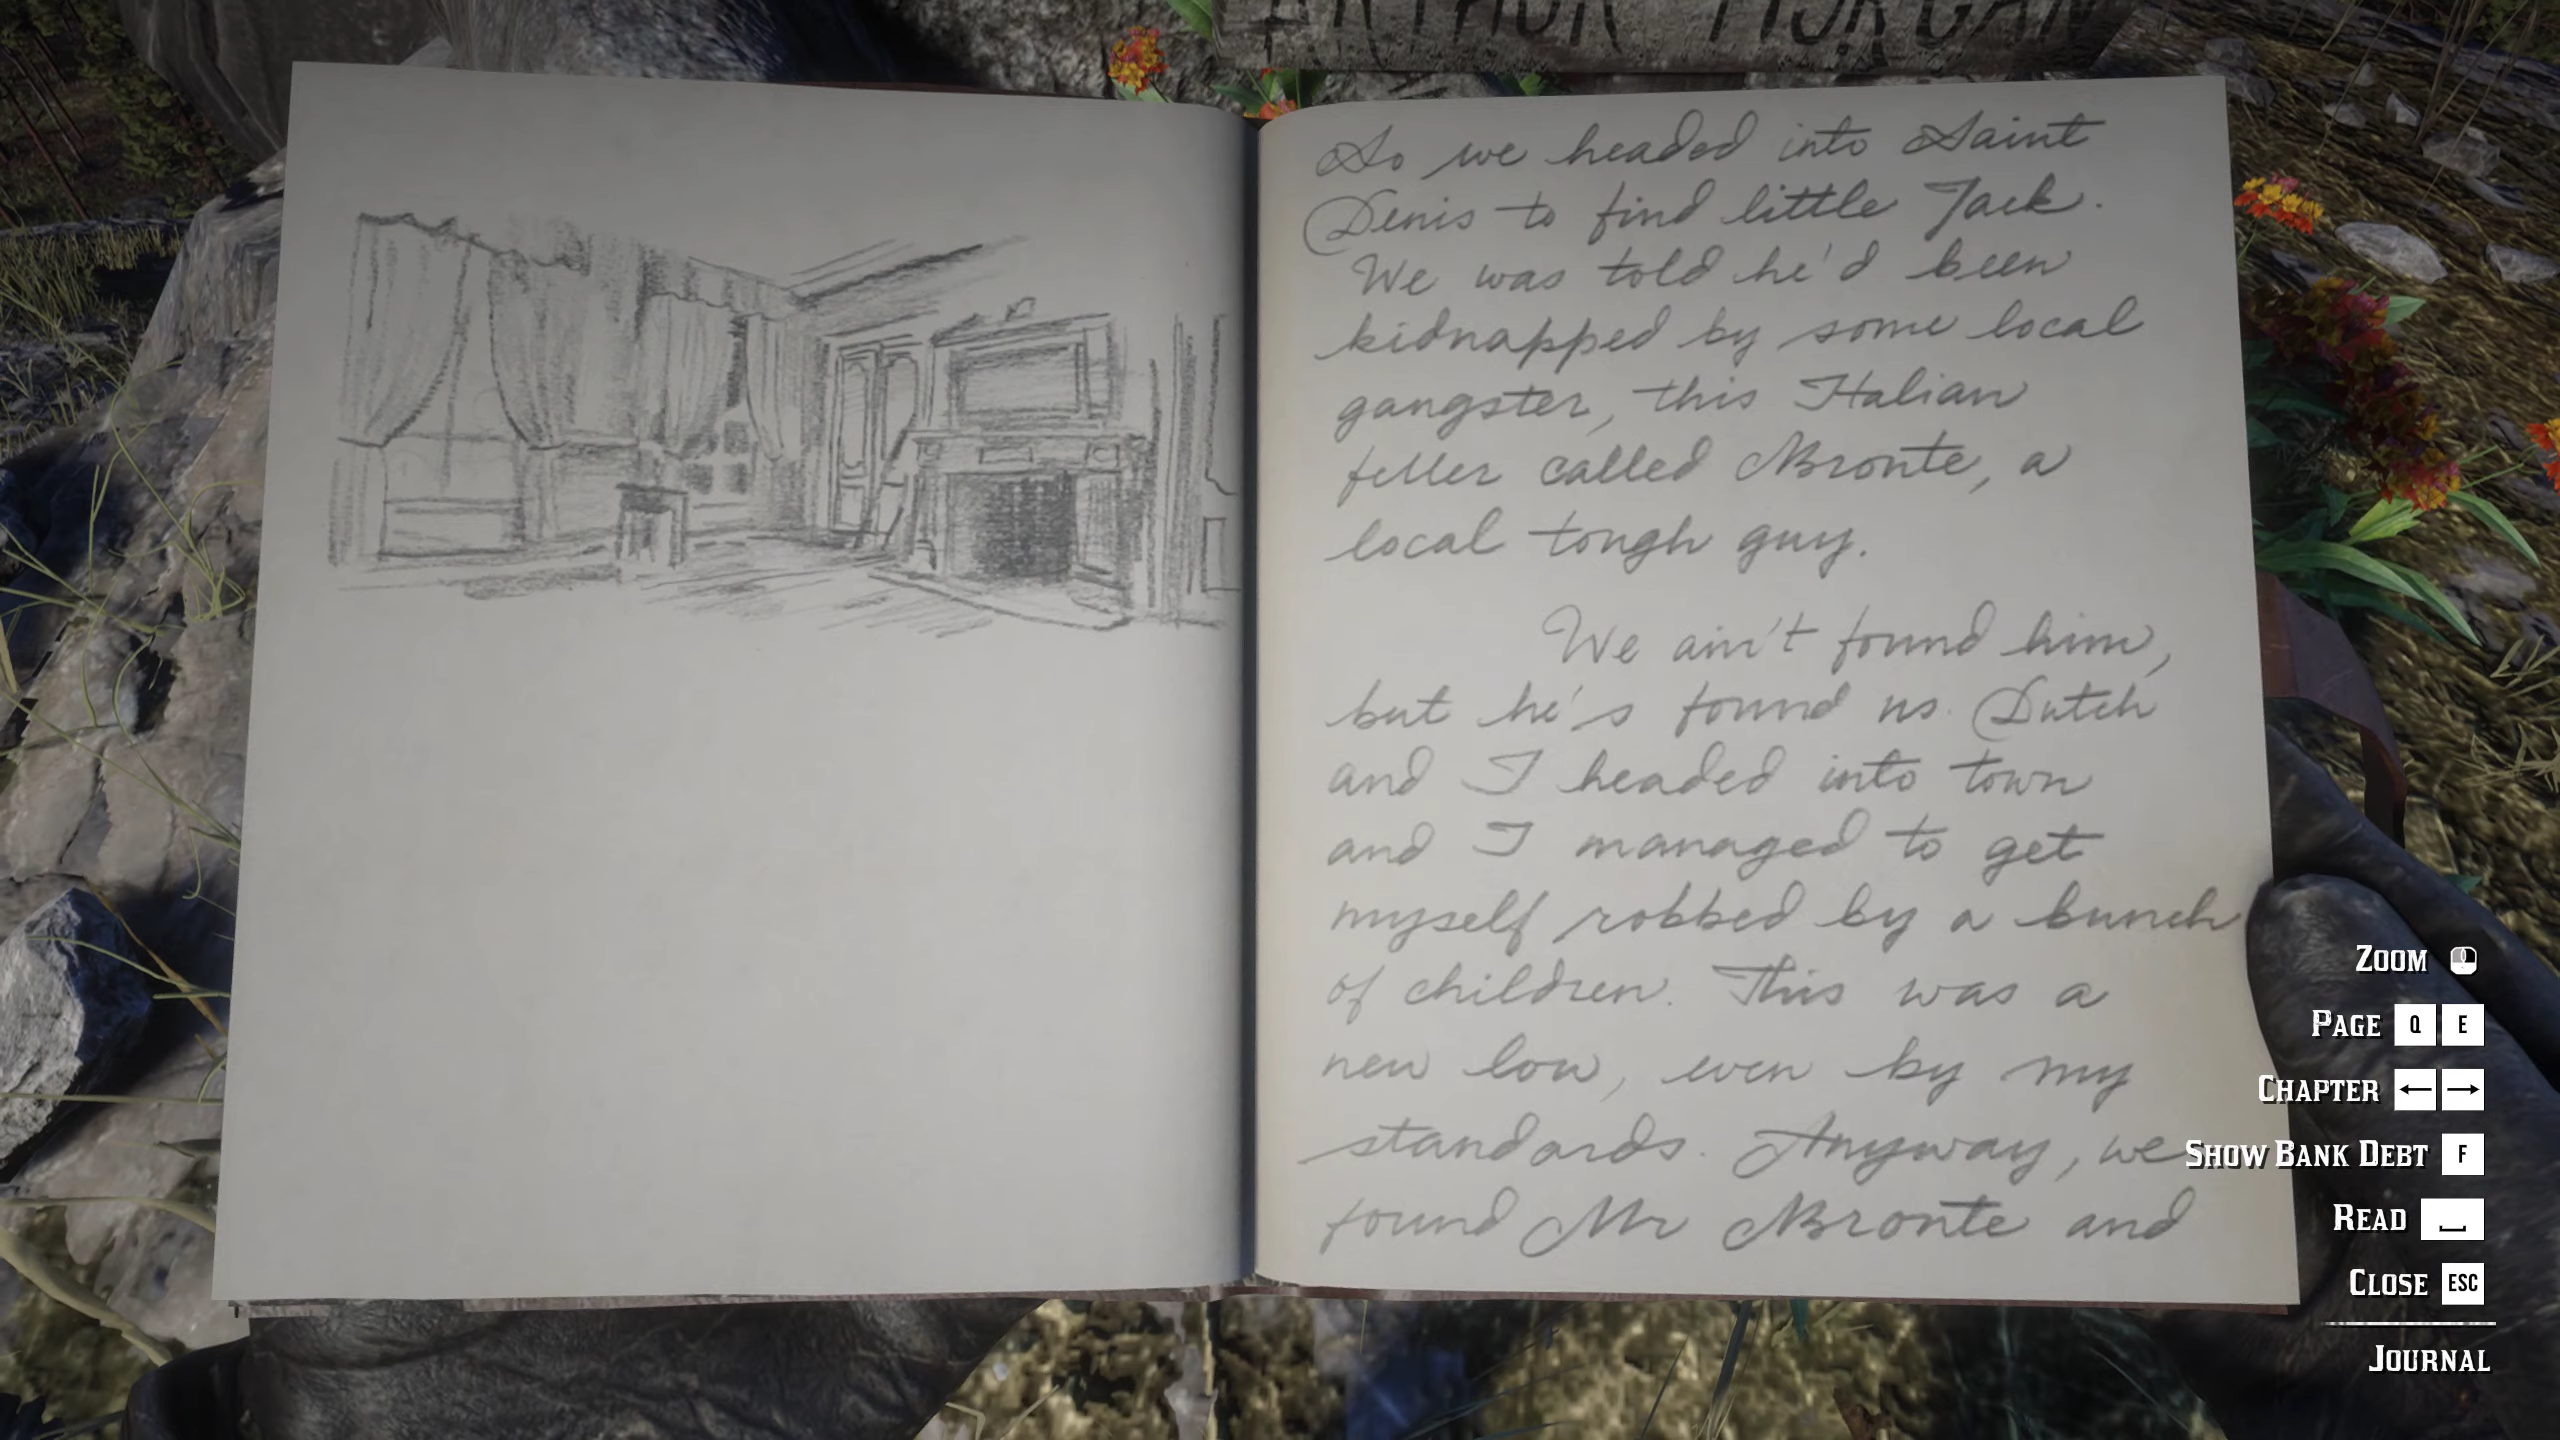 ARTHUR MORGAN
So we headed into Saint
Denis to find little Jack.
We was told he'd been
kidnapped by some local
gangster, this Italian
feller called Bronte, a
local tough guy.
We ain't found him,
but he's found us. Dutch
and I headed into town
and I managed to get
myself robbed by a bunch
of children. This was a
new low, even by my
standards. Anyway, we
found Mr Bronte and
ZOOM
PAGE Q E
CHAPTER ← →
SHOW BANK DEBT F
READ
CLOSE ESC
JOURNAL